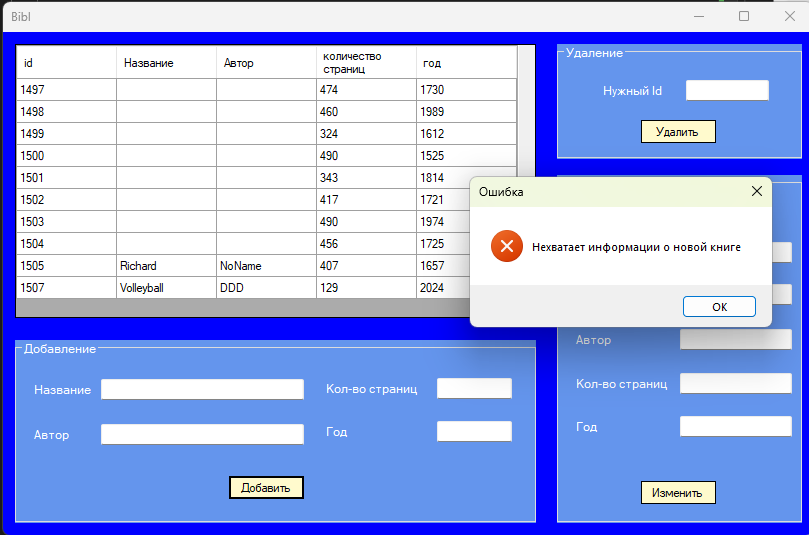 Bibl
id Название Автор количество страниц год
1497 474 1730
1498 460 1989
1499 324 1612
1500 490 1525
1501 343 1814
1502 417 1721
1503 490 1974
1504 456 1725
1505 Richard NoName 407 1657
1507 Volleyball DDD 129 2024
Удаление
Нужный Id
Удалить
Ошибка
Нехватает информации о новой книге
OK
Добавление
Название
Кол-во страниц
Автор
Год
Добавить
Автор
Кол-во страниц
Год
Изменить